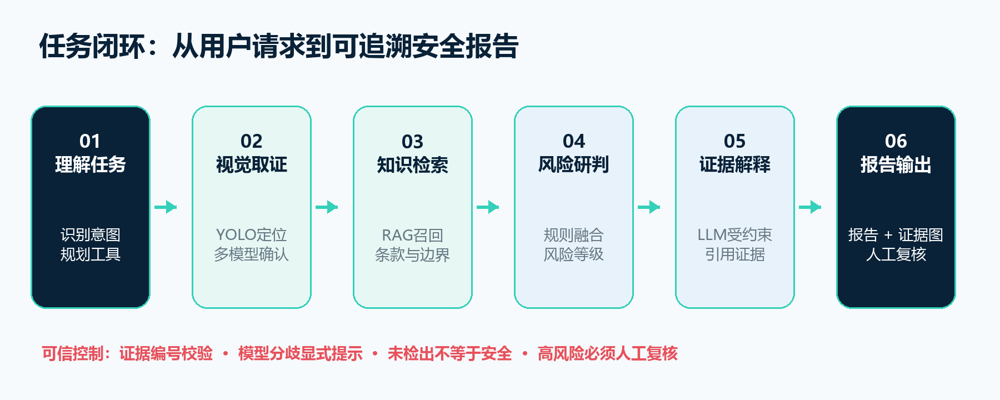 任务闭环：从用户请求到可追溯安全报告
01
理解任务
识别意图
规划工具
02
视觉取证
YOLO定位
多模型确认
03
知识检索
RAG召回
条款与边界
04
风险研判
规则融合
风险等级
05
证据解释
LLM受约束
引用证据
06
报告输出
报告 + 证据图
人工复核
可信控制：证据编号校验 • 模型分歧显式提示 • 未检出不等于安全 • 高风险必须人工复核